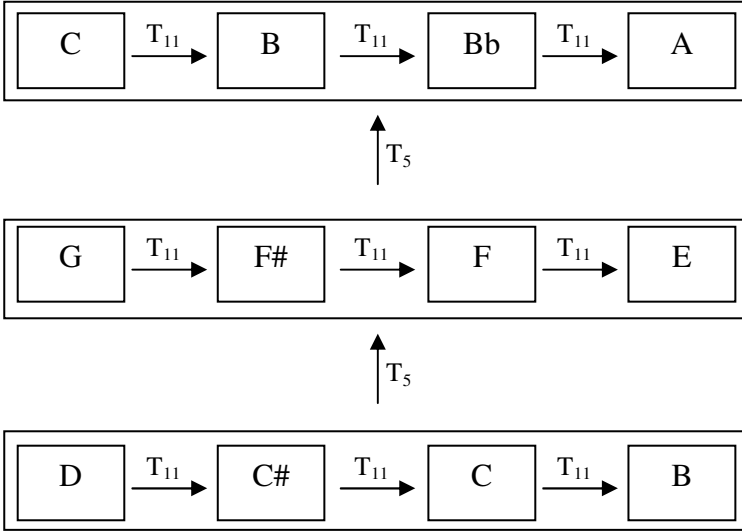 C T₁₁ B T₁₁ Bb T₁₁ A
T₅
G T₁₁ F# T₁₁ F T₁₁ E
T₅
D T₁₁ C# T₁₁ C T₁₁ B